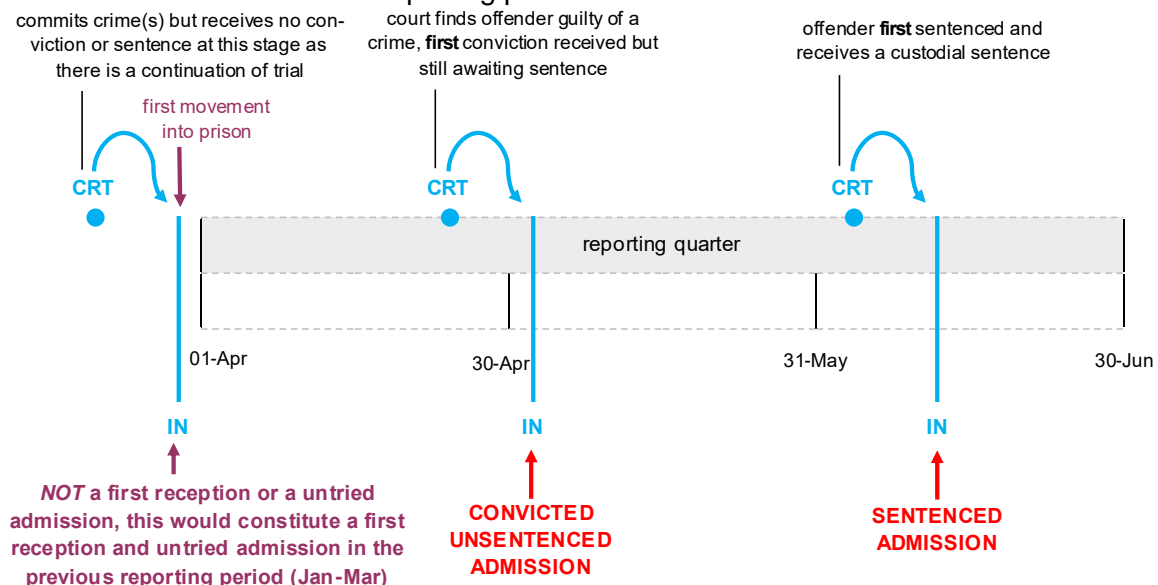 commits crime(s) but receives no con-
viction or sentence at this stage as
there is a continuation of trial
first movement
into prison
CRT
court finds offender guilty of a
crime, first conviction received but
still awaiting sentence
CRT
offender first sentenced and
receives a custodial sentence
CRT
reporting quarter
01-Apr
30-Apr
31-May
30-Jun
IN
IN
IN
NOT a first reception or a untried
admission, this would constitute a first
reception and untried admission in the
previous reporting period (Jan-Mar)
CONVICTED
UNSENTENCED
ADMISSION
SENTENCED
ADMISSION